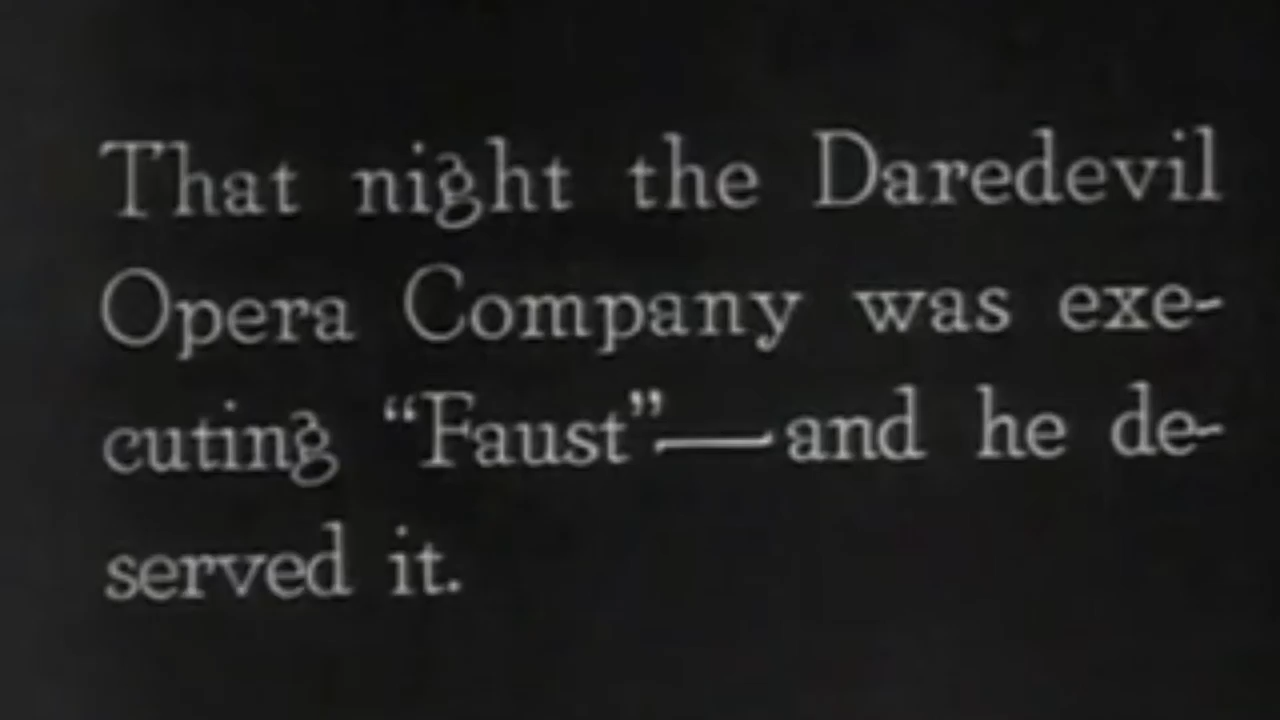 That night the Daredevil
Opera Company was exe-
cuting “Faust”—and he de-
served it.